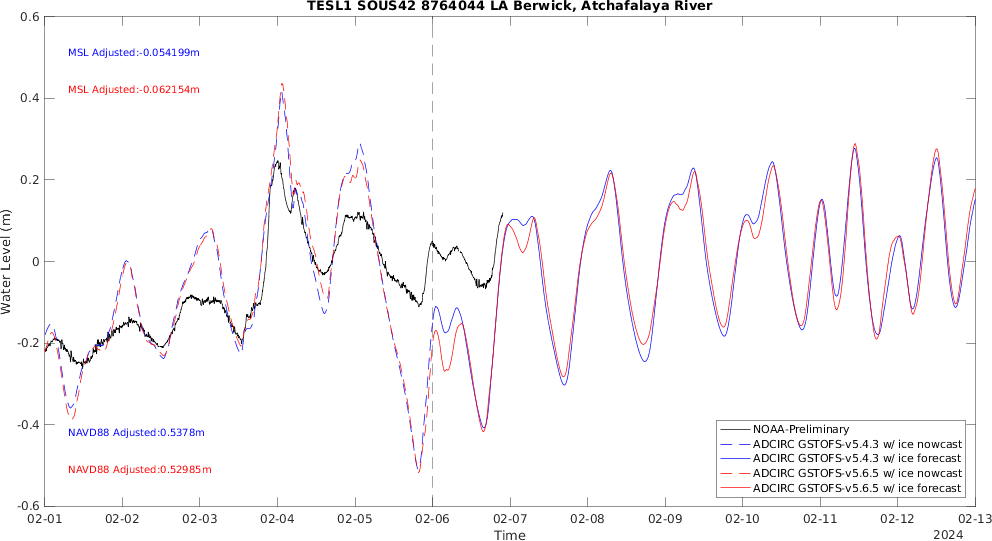 TESL1 SOUS42 8764044 LA Berwick, Atchafalaya River
0.6
0.4
0.2
0
-0.2
-0.4
-0.6
Water Level (m)
MSL Adjusted:-0.054199m
MSL Adjusted:-0.062154m
NAVD88 Adjusted:0.5378m
NAVD88 Adjusted:0.52985m
NOAA-Preliminary
ADCIRC GSTOFS-v5.4.3 w/ ice nowcast
ADCIRC GSTOFS-v5.4.3 w/ ice forecast
ADCIRC GSTOFS-v5.6.5 w/ ice nowcast
ADCIRC GSTOFS-v5.6.5 w/ ice forecast
02-01 02-02 02-03 02-04 02-05 02-06 02-07 02-08 02-09 02-10 02-11 02-12 02-13
Time
2024